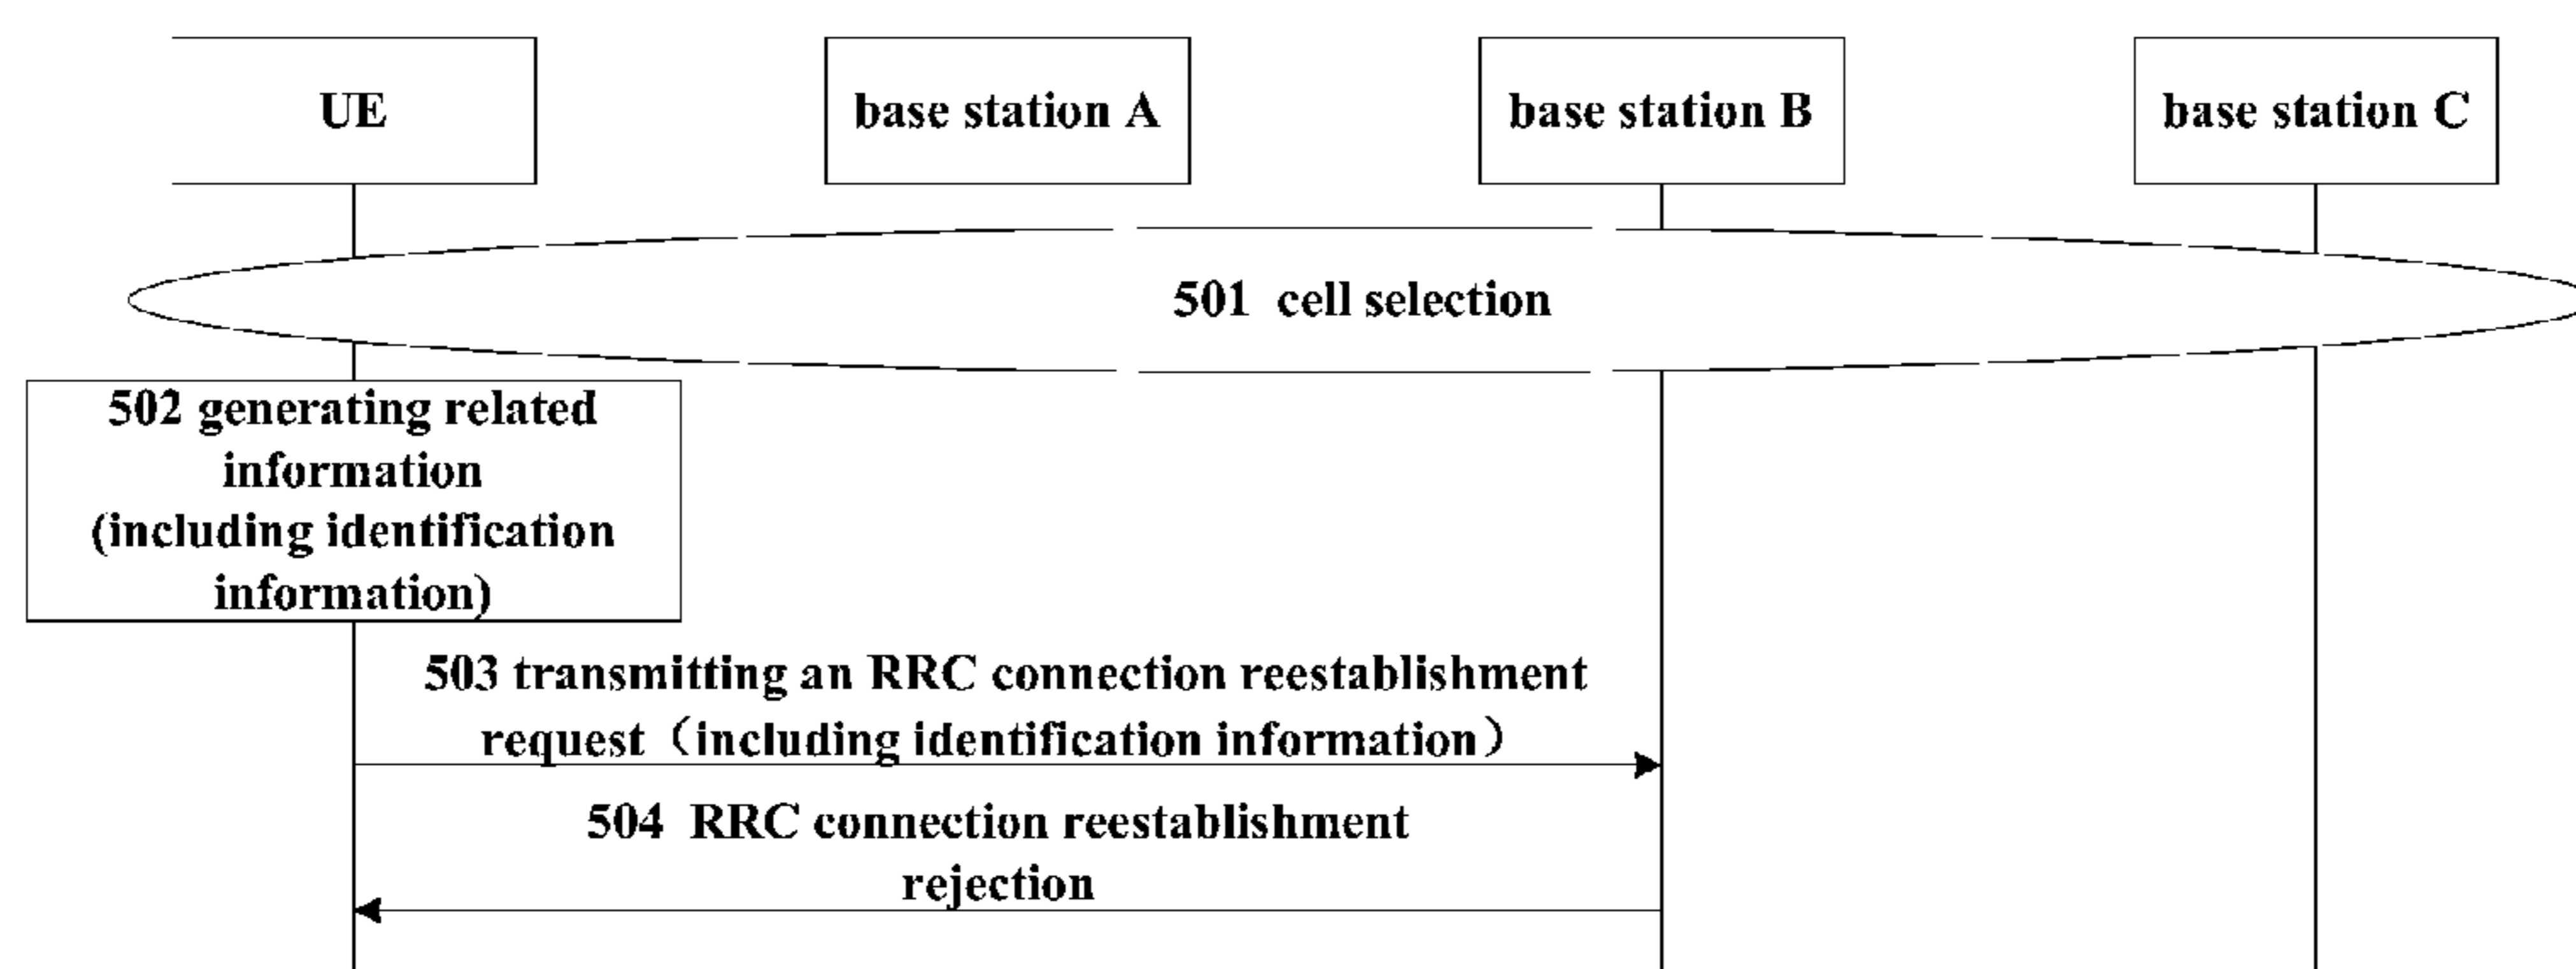 UE
base station A
base station B
base station C
501 cell selection
502 generating related
information
(including identification
information)
503 transmitting an RRC connection reestablishment
request（including identification information）
504 RRC connection reestablishment
rejection